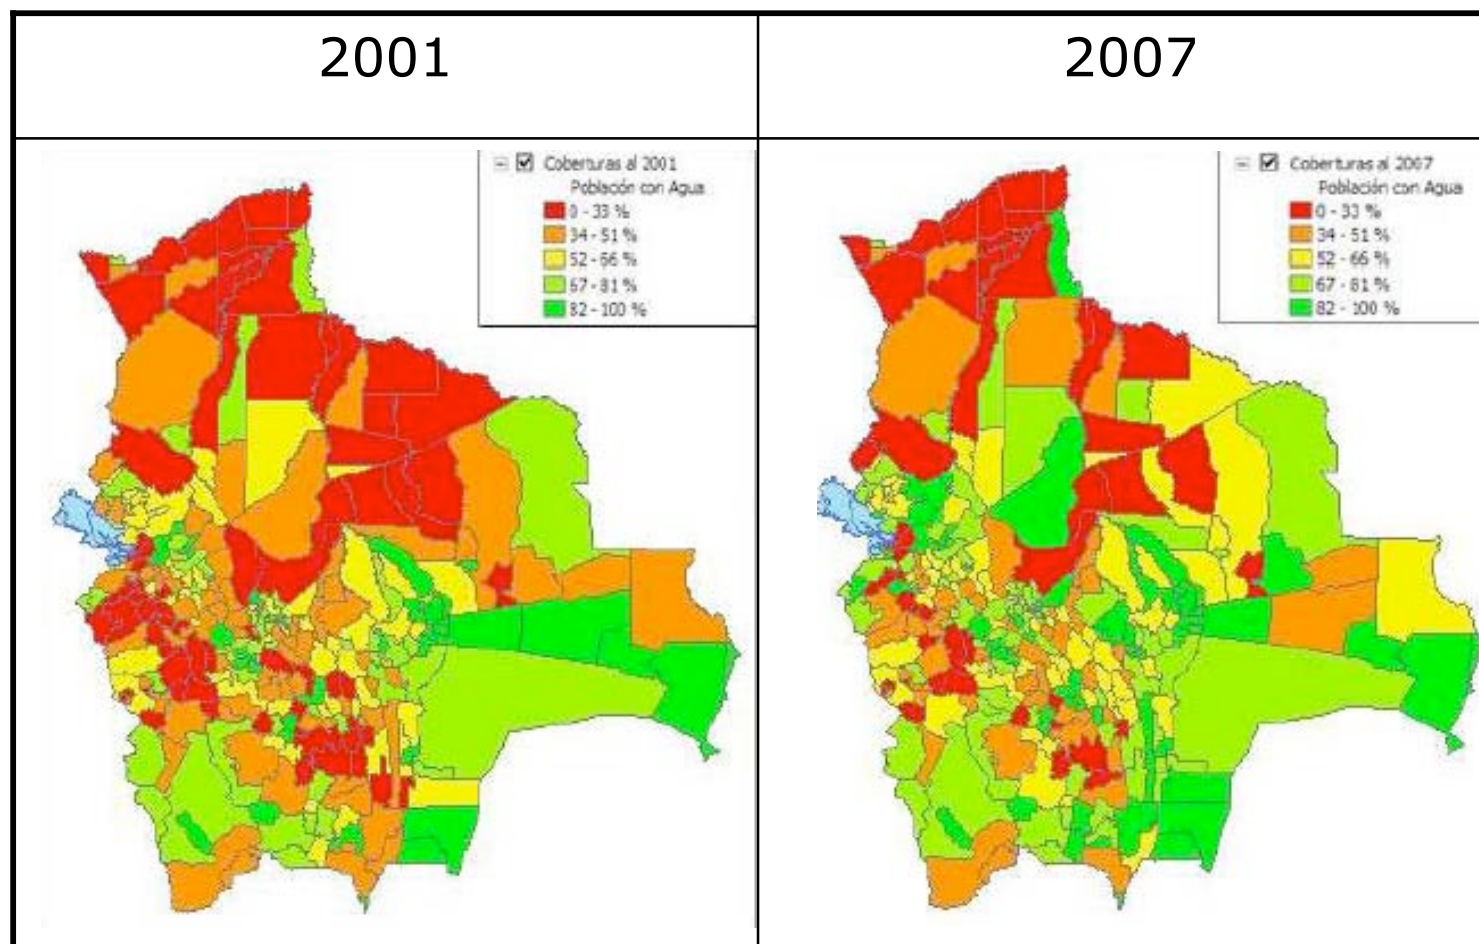 2001
2007
Coberturas al 2001
Población con Agua
0 - 33 %
34 - 51 %
52 - 66 %
67 - 81 %
82 - 100 %
Coberturas al 2007
Población con Agua
0 - 33 %
34 - 51 %
52 - 66 %
67 - 81 %
82 - 100 %